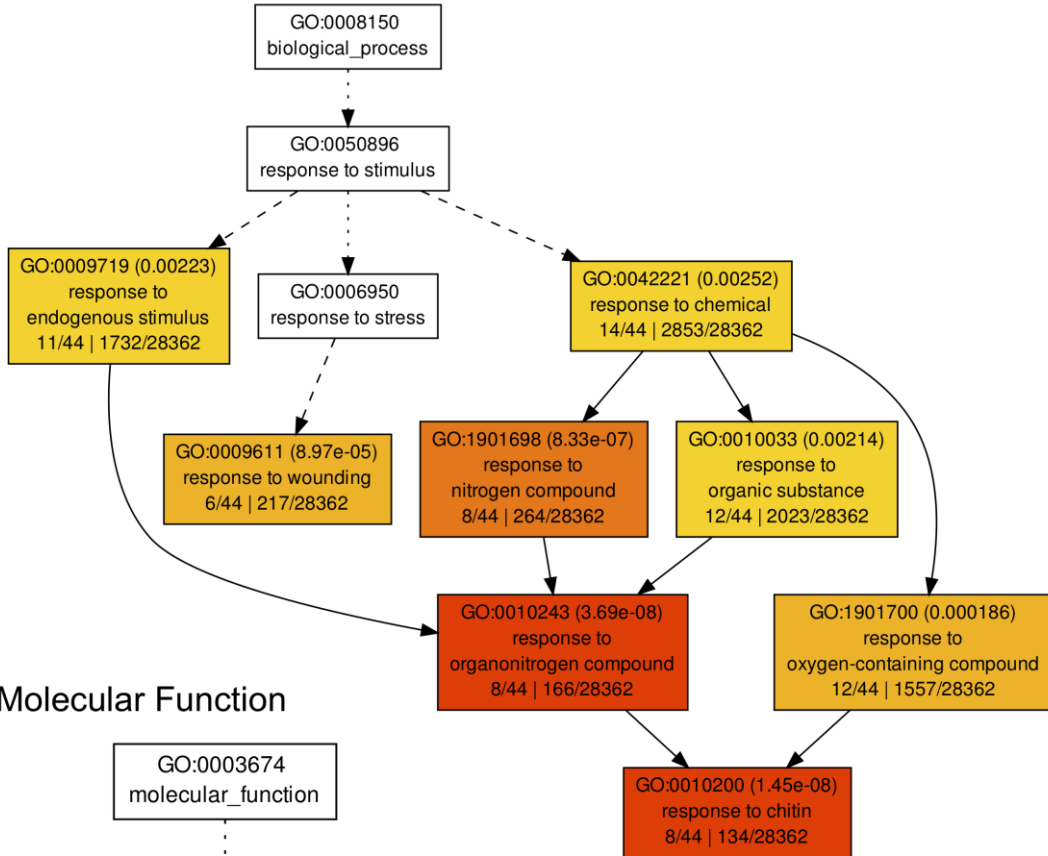 GO:0008150
biological_process
GO:0050896
response to stimulus
GO:0009719 (0.00223)
response to
endogenous stimulus
11/44 | 1732/28362
GO:0006950
response to stress
GO:0042221 (0.00252)
response to chemical
14/44 | 2853/28362
GO:0009611 (8.97e-05)
response to wounding
6/44 | 217/28362
GO:1901698 (8.33e-07)
response to
nitrogen compound
8/44 | 264/28362
GO:0010033 (0.00214)
response to
organic substance
12/44 | 2023/28362
GO:0010243 (3.69e-08)
response to
organonitrogen compound
8/44 | 166/28362
GO:1901700 (0.000186)
response to
oxygen-containing compound
12/44 | 1557/28362
Molecular Function
GO:0003674
molecular_function
GO:0010200 (1.45e-08)
response to chitin
8/44 | 134/28362